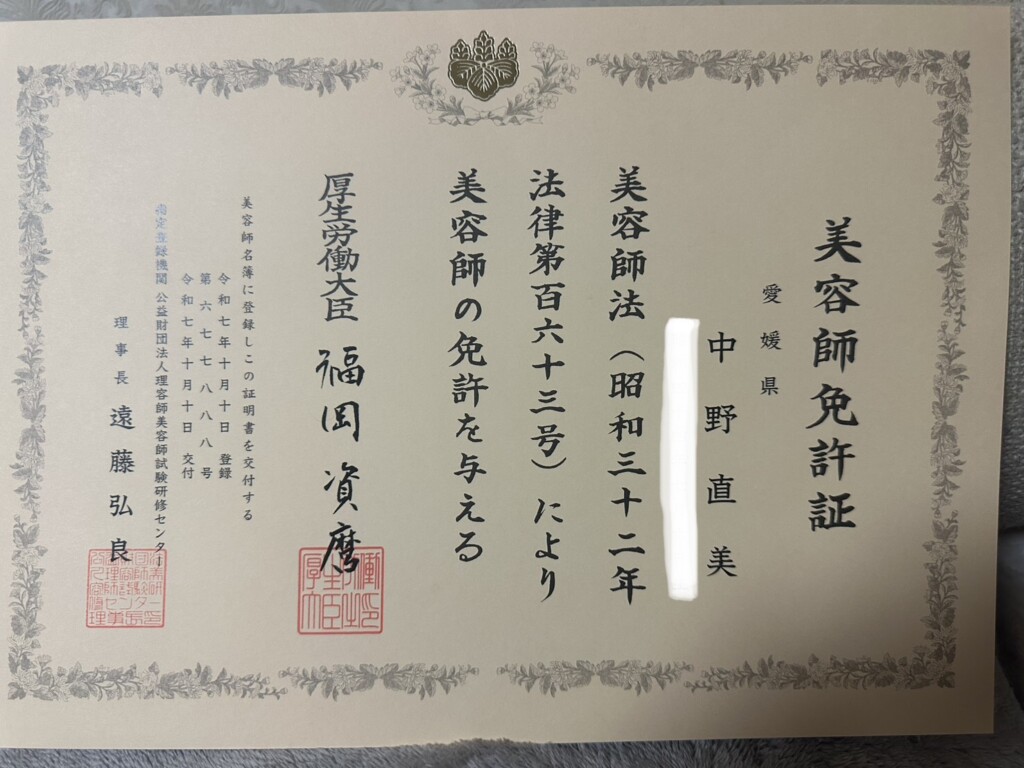 美容師免許証
愛媛県
中野直美
美容師法（昭和三十二年
法律第百六十三号）により
美容師の免許を与える
厚生労働大臣 福岡資麿
美容師名簿に登録しこの証明書を交付する
令和七年十月十日 登録
第六七七八八八号
令和七年十月十日 交付
指定登録機関 公益財団法人理容師美容師試験研修センター
理事長 遠藤弘良